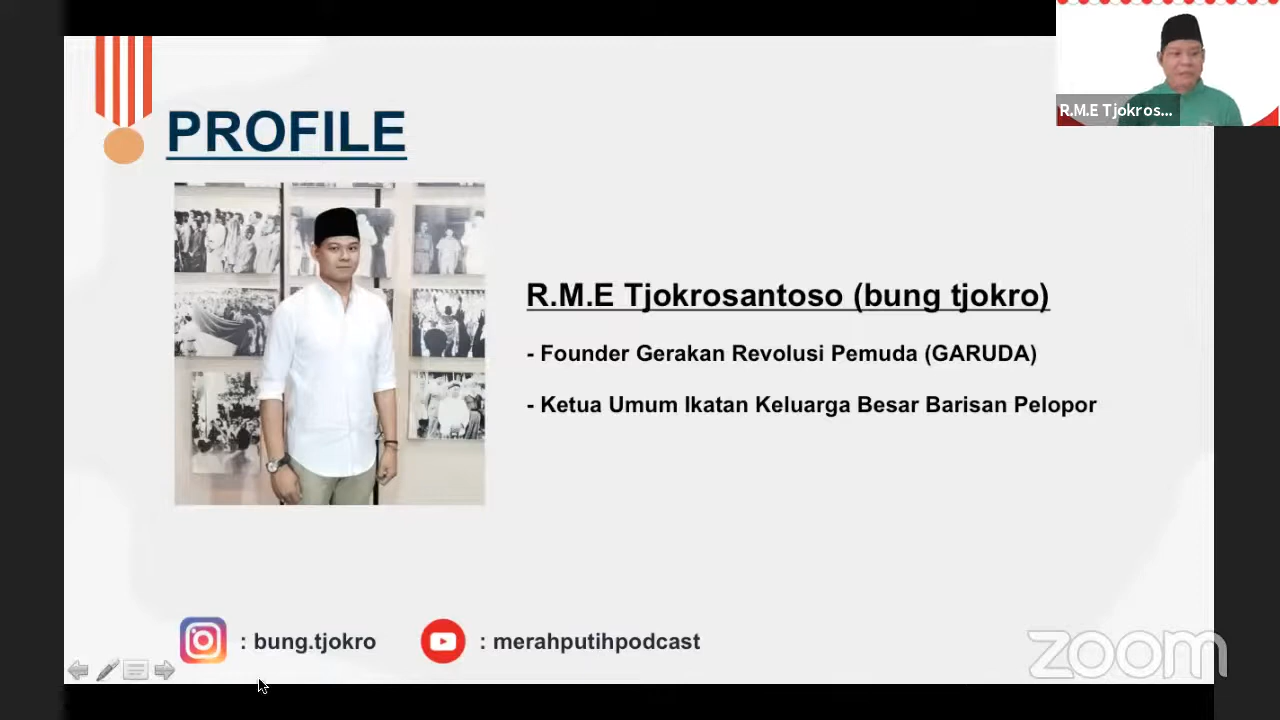 R.M.E Tjokros...
PROFILE
R.M.E Tjokrosantoso (bung tjokro)
- Founder Gerakan Revolusi Pemuda (GARUDA)
- Ketua Umum Ikatan Keluarga Besar Barisan Pelopor
: bung.tjokro
: merahputihpodcast
zoom